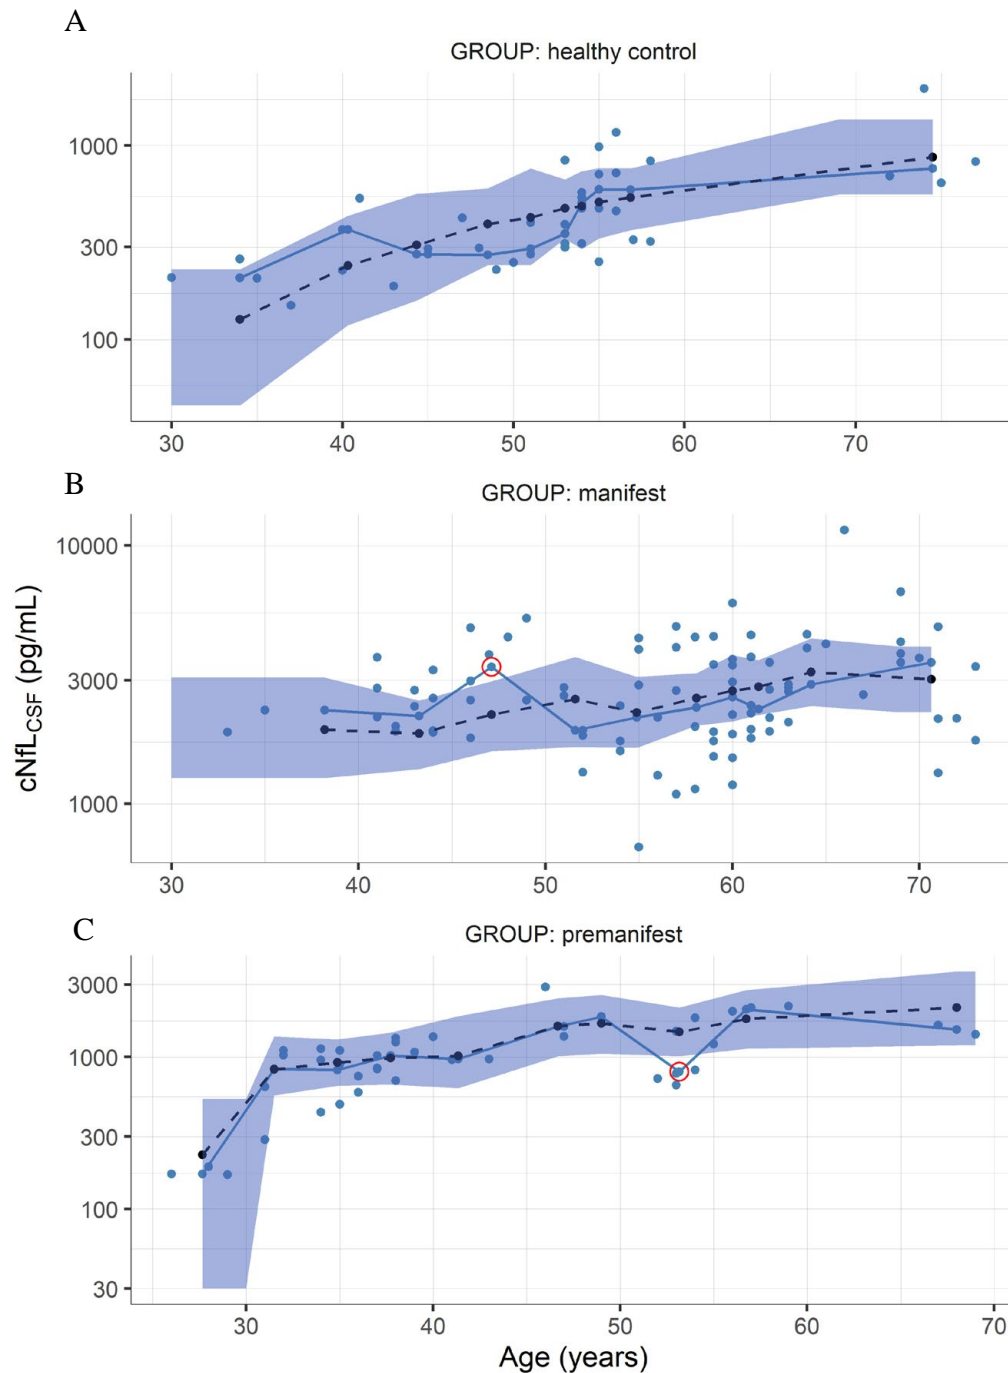 A
GROUP: healthy control
1000
300
100
30 40 50 60 70
B
GROUP: manifest
10000
3000
1000
30 40 50 60 70
cNfL_CSF (pg/mL)
C
GROUP: premanifest
3000
1000
300
100
30
30 40 50 60 70
Age (years)